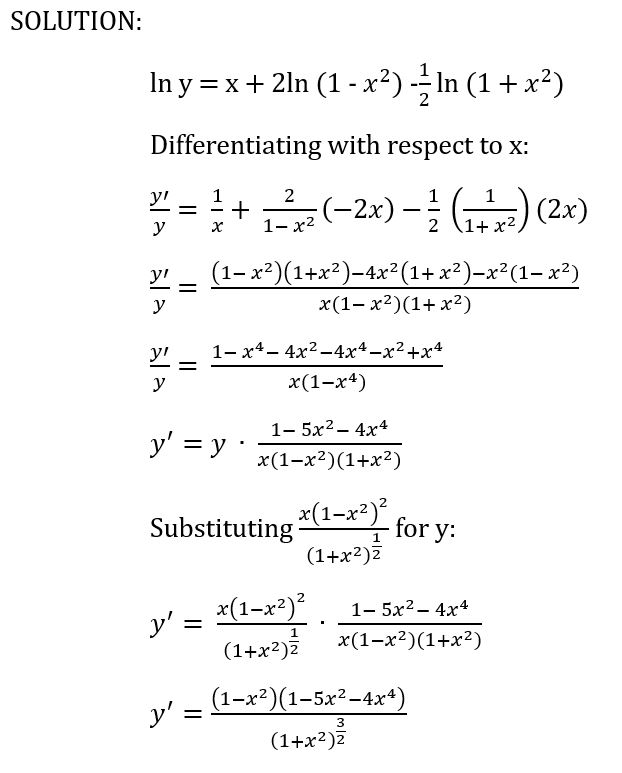 SOLUTION:
ln y = x + 2ln (1 - x²) -½ ln (1 + x²)
Differentiating with respect to x:
y′/y = 1/x + 2/(1− x²) (−2x) − 1/2 (1/(1+ x²)) (2x)
y′/y = ((1− x²)(1+x²)−4x²(1+ x²)−x²(1− x²))/(x(1− x²)(1+ x²))
y′/y = (1− x⁴− 4x²−4x⁴−x²+x⁴)/(x(1−x⁴))
y′ = y · (1− 5x²− 4x⁴)/(x(1−x²)(1+x²))
Substituting x(1−x²)²/(1+x²)^(1/2) for y:
y′ = x(1−x²)²/(1+x²)^(1/2) · (1− 5x²− 4x⁴)/(x(1−x²)(1+x²))
y′ = (1−x²)(1−5x²−4x⁴)/(1+x²)^(3/2)